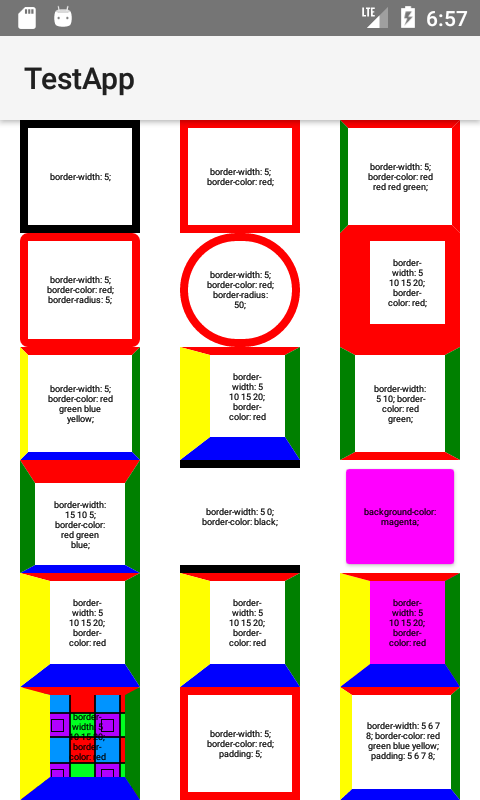 LTE 6:57
TestApp
border-width: 5;
border-width: 5;
border-color: red;
border-width: 5;
border-color: red
red red green;
border-width: 5;
border-color: red;
border-radius: 5;
border-width: 5;
border-color: red;
border-radius:
50;
border-
width: 5
10 15 20;
border-
color: red;
border-width: 5;
border-color: red
green blue
yellow;
border-
width: 5
10 15 20;
border-
color: red
border-width:
5 10; border-
color: red
green;
border-width:
15 10 5;
border-color:
red green
blue;
border-width: 5 0;
border-color: black;
background-color:
magenta;
border-
width: 5
10 15 20;
border-
color: red
border-
width: 5
10 15 20;
border-
color: red
border-
width: 5
10 15 20;
border-
color: red
border-
width: 5
10 15 20;
border-
color: red
border-width: 5;
border-color: red;
padding: 5;
border-width: 5 6 7
8; border-color: red
green blue yellow;
padding: 5 6 7 8;